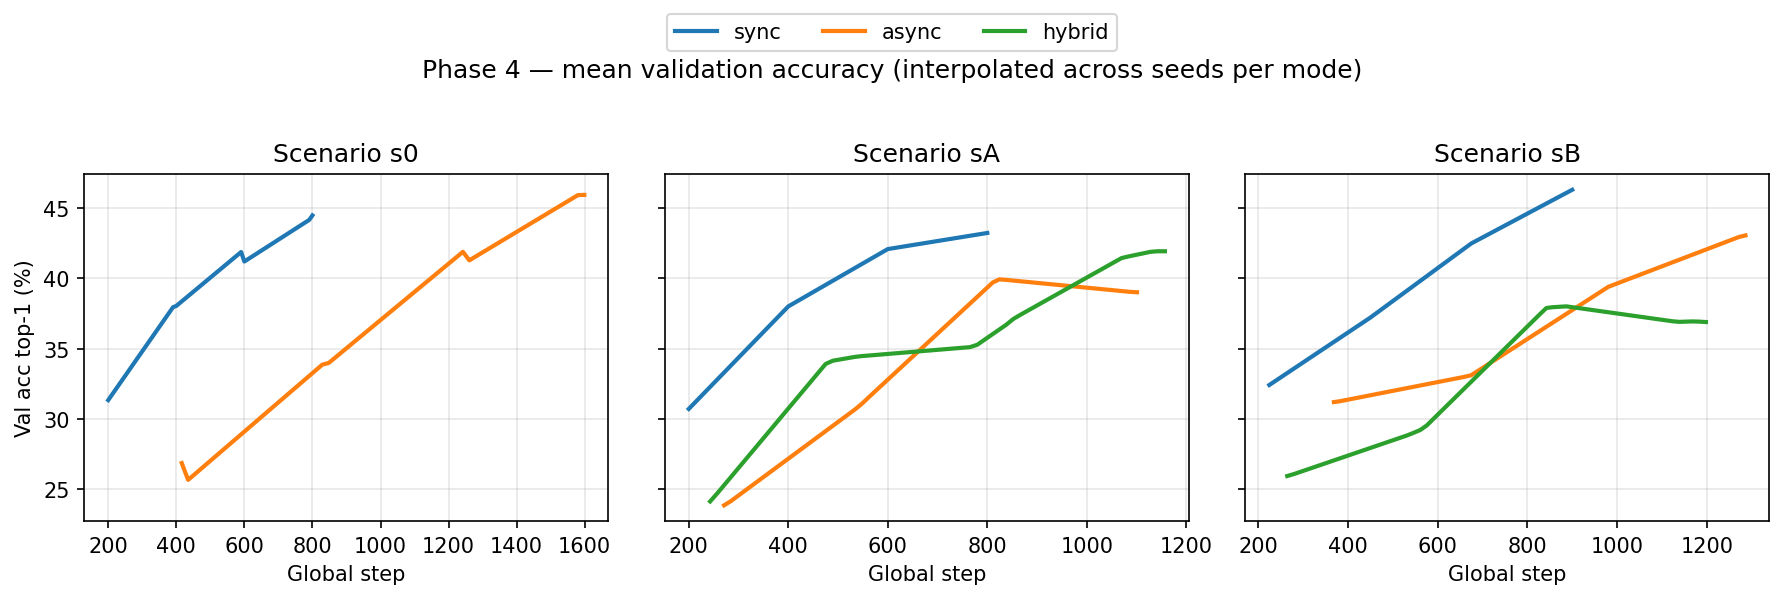 sync async hybrid
Phase 4 — mean validation accuracy (interpolated across seeds per mode)
Scenario s0
Val acc top-1 (%)
45
40
35
30
25
200 400 600 800 1000 1200 1400 1600
Global step
Scenario sA
200 400 600 800 1000 1200
Global step
Scenario sB
200 400 600 800 1000 1200
Global step